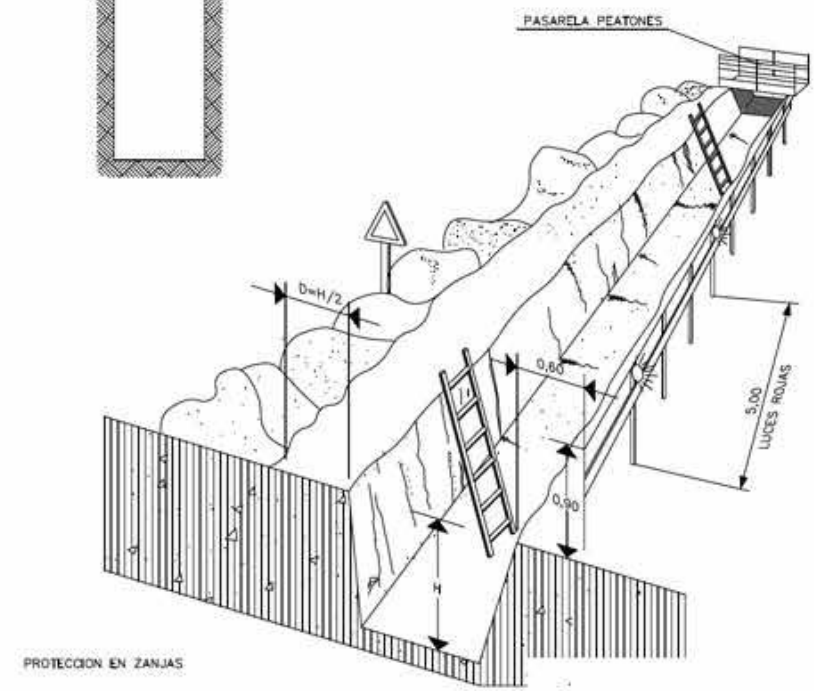 PASARELA PEATONES
D=H/2
0,60
5,00
LUCES ROJAS
0,90
H
PROTECCION EN ZANJAS